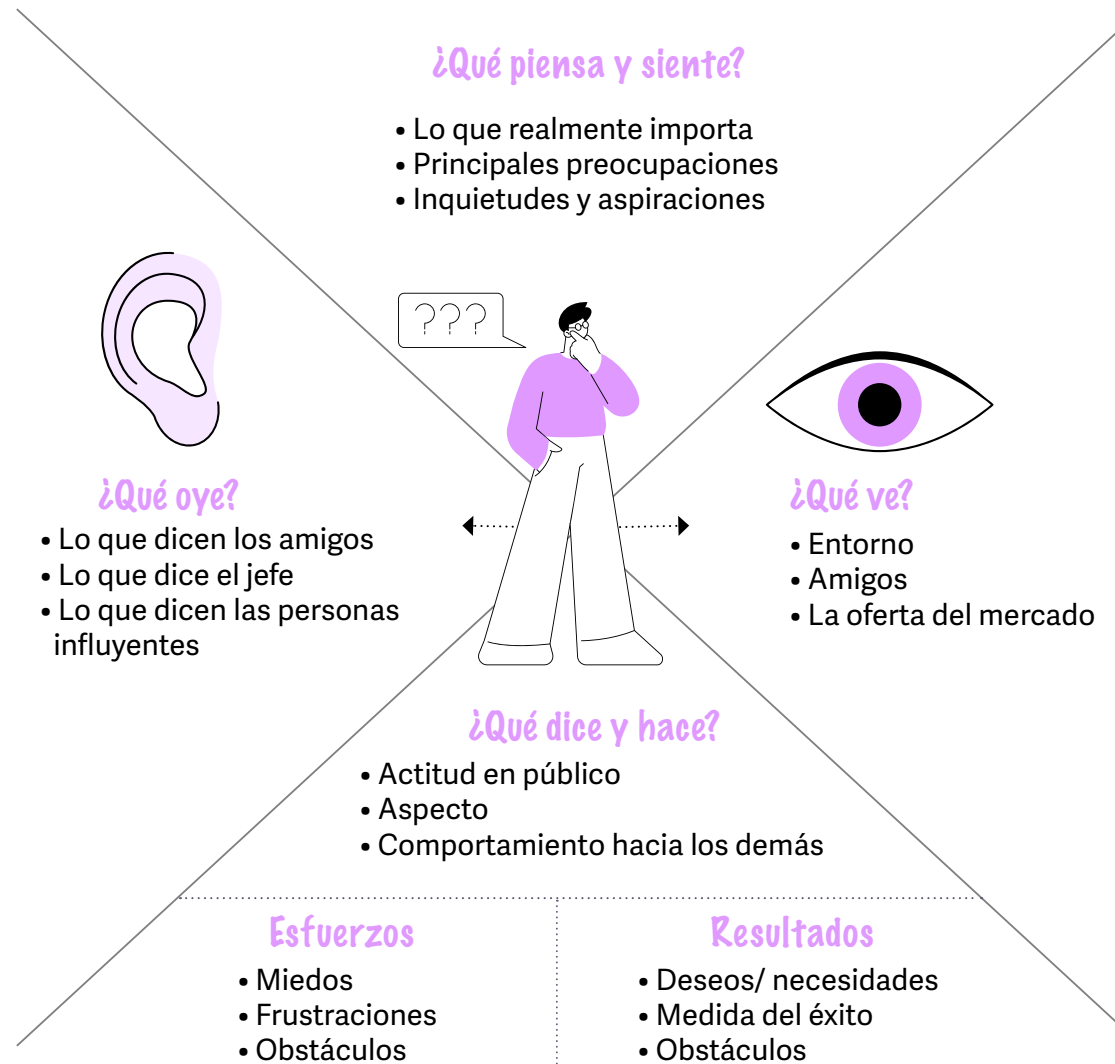 ¿Qué piensa y siente?
• Lo que realmente importa
• Principales preocupaciones
• Inquietudes y aspiraciones
???
¿Qué oye?
• Lo que dicen los amigos
• Lo que dice el jefe
• Lo que dicen las personas
influyentes
¿Qué ve?
• Entorno
• Amigos
• La oferta del mercado
¿Qué dice y hace?
• Actitud en público
• Aspecto
• Comportamiento hacia los demás
Esfuerzos
• Miedos
• Frustraciones
• Obstáculos
Resultados
• Deseos/ necesidades
• Medida del éxito
• Obstáculos